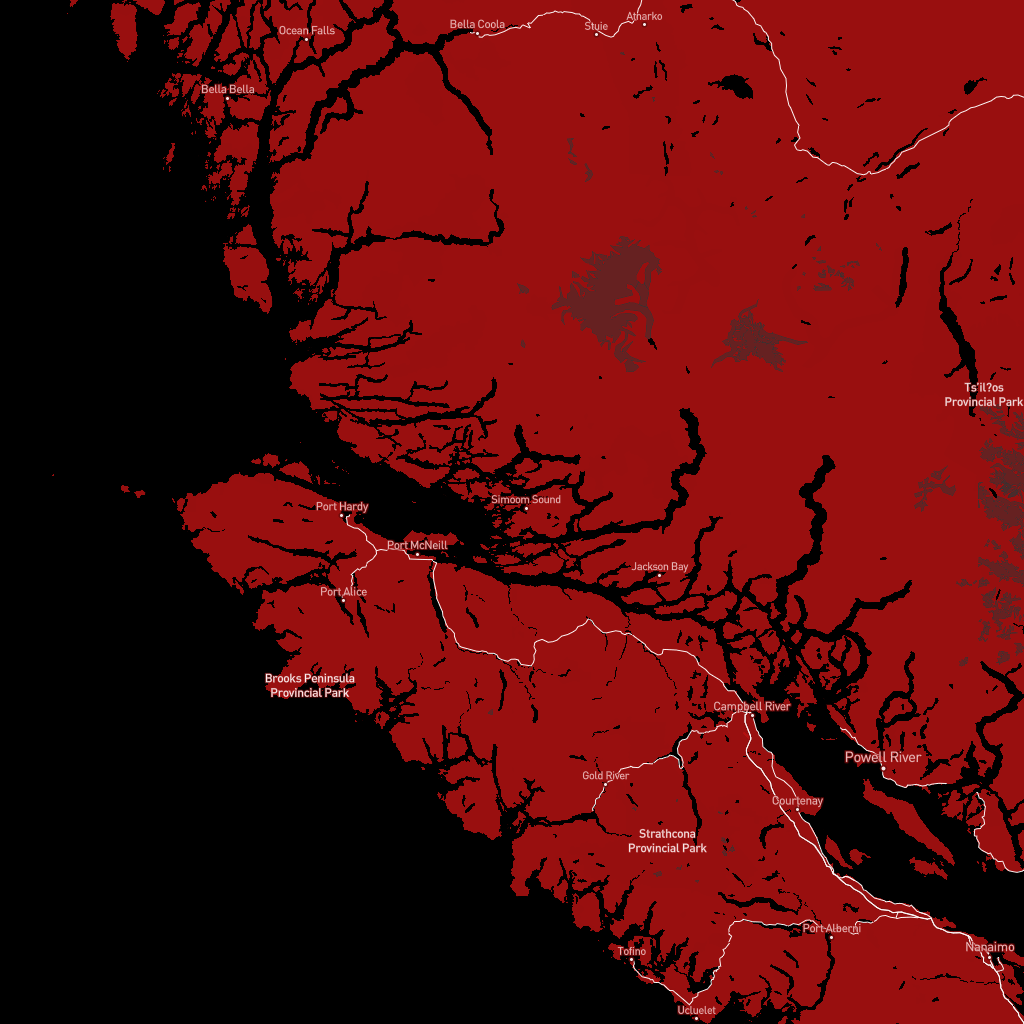 Atnarko
Bella Coola
Stuie
Ocean Falls
Bella Bella
Ts'il?os
Provincial Park
Simoom Sound
Port Hardy
Port McNeill
Jackson Bay
Port Alice
Brooks Peninsula
Provincial Park
Campbell River
Powell River
Gold River
Courtenay
Strathcona
Provincial Park
Port Alberni
Nanaimo
Tofino
Ucluelet